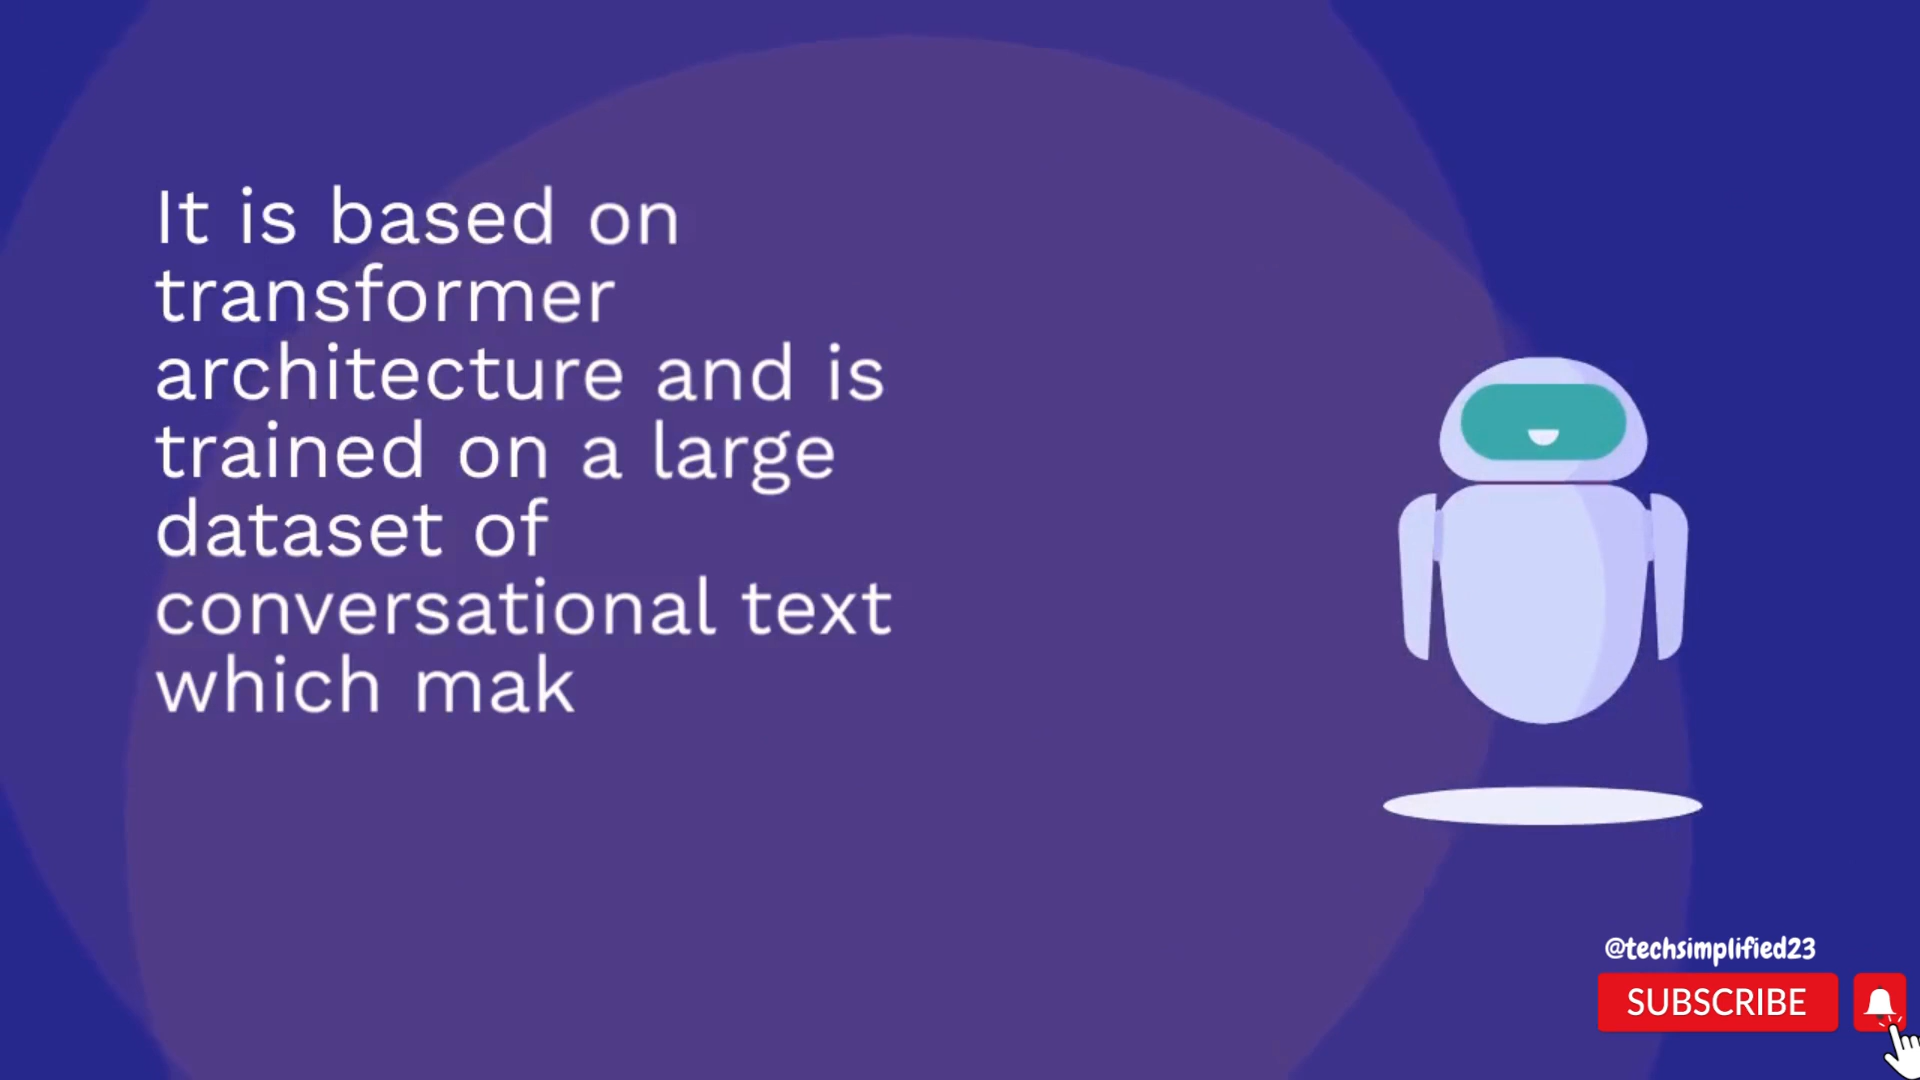 It is based on
transformer
architecture and is
trained on a large
dataset of
conversational text
which mak
@techsimplified23
SUBSCRIBE